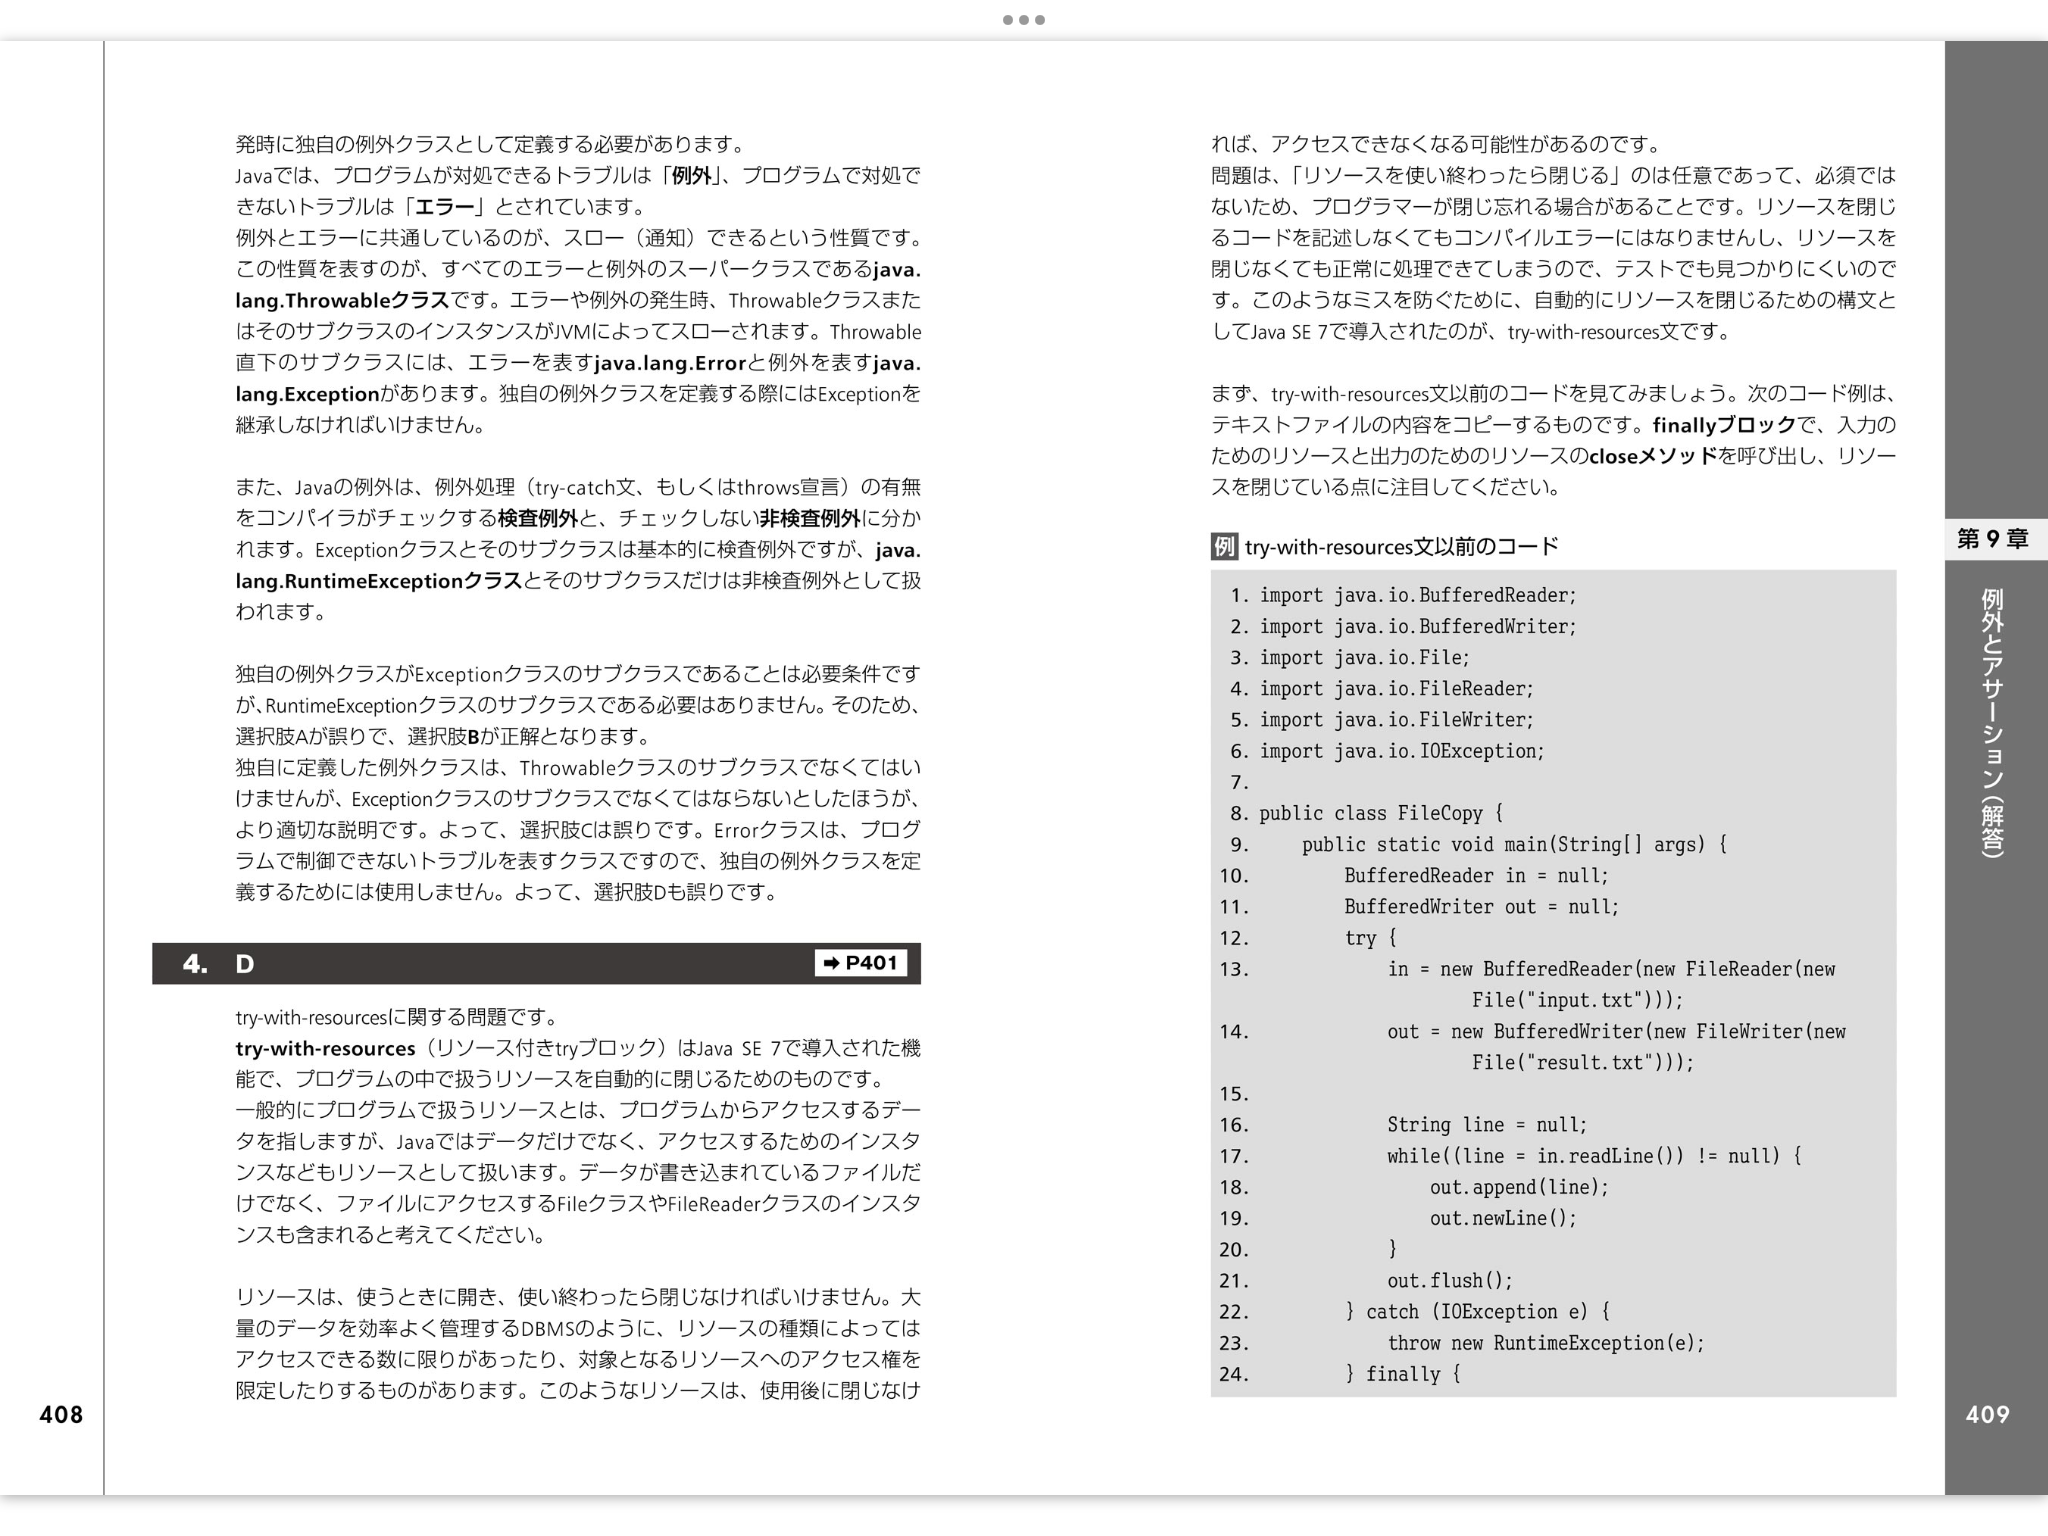 発時に独自の例外クラスとして定義する必要があります。
Javaでは、プログラムが対処できるトラブルは「例外」、プログラムで対処で
きないトラブルは「エラー」とされています。
例外とエラーに共通しているのが、スロー（通知）できるという性質です。
この性質を表すのが、すべてのエラーと例外のスーパークラスであるjava.
lang.Throwableクラスです。エラーや例外の発生時、Throwableクラスまた
はそのサブクラスのインスタンスがJVMによってスローされます。Throwable
直下のサブクラスには、エラーを表すjava.lang.Errorと例外を表すjava.
lang.Exceptionがあります。独自の例外クラスを定義する際にはExceptionを
継承しなければいけません。
また、Javaの例外は、例外処理（try-catch文、もしくはthrows宣言）の有無
をコンパイラがチェックする検査例外と、チェックしない非検査例外に分か
れます。Exceptionクラスとそのサブクラスは基本的に検査例外ですが、java.
lang.RuntimeExceptionクラスとそのサブクラスだけは非検査例外として扱
われます。
独自の例外クラスがExceptionクラスのサブクラスであることは必要条件です
が、RuntimeExceptionクラスのサブクラスである必要はありません。そのため、
選択肢Aが誤りで、選択肢Bが正解となります。
独自に定義した例外クラスは、Throwableクラスのサブクラスでなくてはい
けませんが、Exceptionクラスのサブクラスでなくてはならないとしたほうが、
より適切な説明です。よって、選択肢Cは誤りです。Errorクラスは、プログ
ラムで制御できないトラブルを表すクラスですので、独自の例外クラスを定
義するためには使用しません。よって、選択肢Dも誤りです。
4. D ➡ P401
try-with-resourcesに関する問題です。
try-with-resources（リソース付きtryブロック）はJava SE 7で導入された機
能で、プログラムの中で扱うリソースを自動的に閉じるためのものです。
一般的にプログラムで扱うリソースとは、プログラムからアクセスするデー
タを指しますが、Javaではデータだけでなく、アクセスするためのインスタ
ンスなどもリソースとして扱います。データが書き込まれているファイルだ
けでなく、ファイルにアクセスするFileクラスやFileReaderクラスのインスタ
ンスも含まれると考えてください。
リソースは、使うときに開き、使い終わったら閉じなければいけません。大
量のデータを効率よく管理するDBMSのように、リソースの種類によっては
アクセスできる数に限りがあったり、対象となるリソースへのアクセス権を
限定したりするものがあります。このようなリソースは、使用後に閉じなけ
408
れば、アクセスできなくなる可能性があるのです。
問題は、「リソースを使い終わったら閉じる」のは任意であって、必須では
ないため、プログラマーが閉じ忘れる場合があることです。リソースを閉じ
るコードを記述しなくてもコンパイルエラーにはなりませんし、リソースを
閉じなくても正常に処理できてしまうので、テストでも見つかりにくいので
す。このようなミスを防ぐために、自動的にリソースを閉じるための構文と
してJava SE 7で導入されたのが、try-with-resources文です。
まず、try-with-resources文以前のコードを見てみましょう。次のコード例は、
テキストファイルの内容をコピーするものです。finallyブロックで、入力の
ためのリソースと出力のためのリソースのcloseメソッドを呼び出し、リソー
スを閉じている点に注目してください。
例 try-with-resources文以前のコード
1. import java.io.BufferedReader;
2. import java.io.BufferedWriter;
3. import java.io.File;
4. import java.io.FileReader;
5. import java.io.FileWriter;
6. import java.io.IOException;
7.
8. public class FileCopy {
9.     public static void main(String[] args) {
10.         BufferedReader in = null;
11.         BufferedWriter out = null;
12.         try {
13.             in = new BufferedReader(new FileReader(new
File("input.txt")));
14.             out = new BufferedWriter(new FileWriter(new
File("result.txt")));
15.
16.             String line = null;
17.             while((line = in.readLine()) != null) {
18.                 out.append(line);
19.                 out.newLine();
20.             }
21.             out.flush();
22.         } catch (IOException e) {
23.             throw new RuntimeException(e);
24.         } finally {
第9章
例外とアサーション（解答）
409